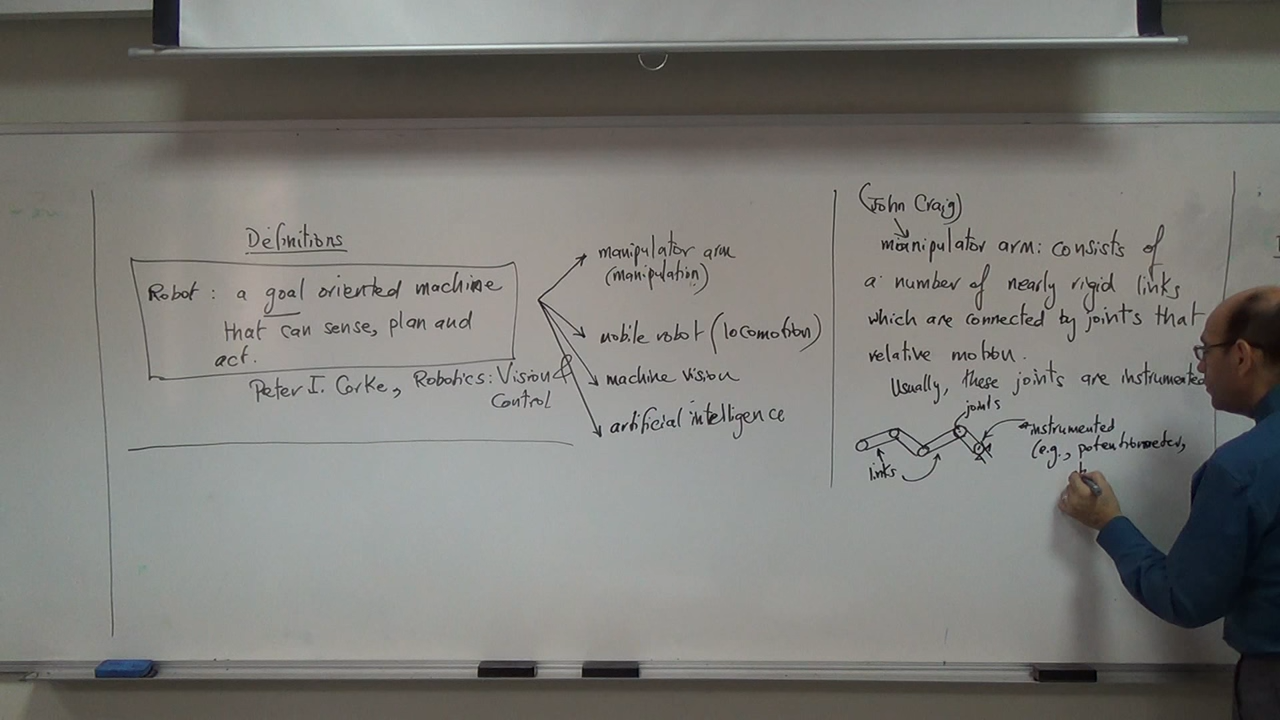 Definitions
Robot : a goal oriented machine
that can sense, plan and
act.
Peter I. Corke, Robotics: Vision &
Control
manipulator arm
(manipulation)
mobile robot (locomotion)
machine vision
artificial intelligence
(John Craig)
manipulator arm: consists of
a number of nearly rigid links
which are connected by joints that
relative motion.
Usually, these joints are instrumented
joints
links
instrumented
(e.g., potentiometer,